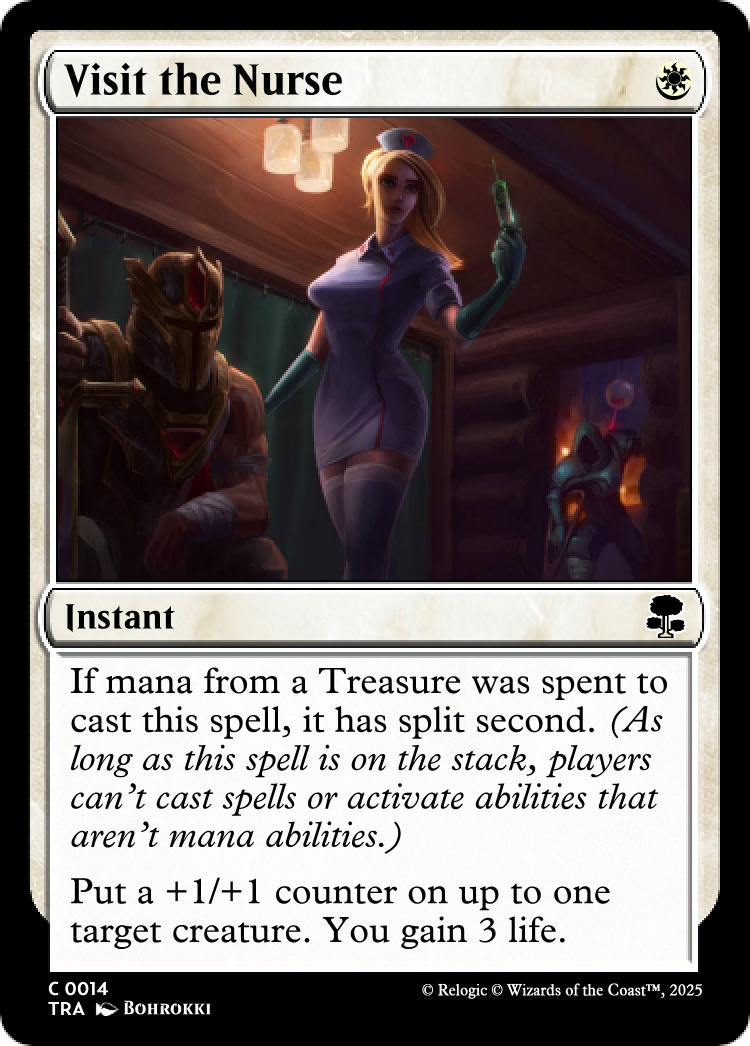 Visit the Nurse
Instant
If mana from a Treasure was spent to
cast this spell, it has split second. (As
long as this spell is on the stack, players
can't cast spells or activate abilities that
aren't mana abilities.)
Put a +1/+1 counter on up to one
target creature. You gain 3 life.
C 0014
TRA Bohrokki
© Relogic © Wizards of the Coast™, 2025